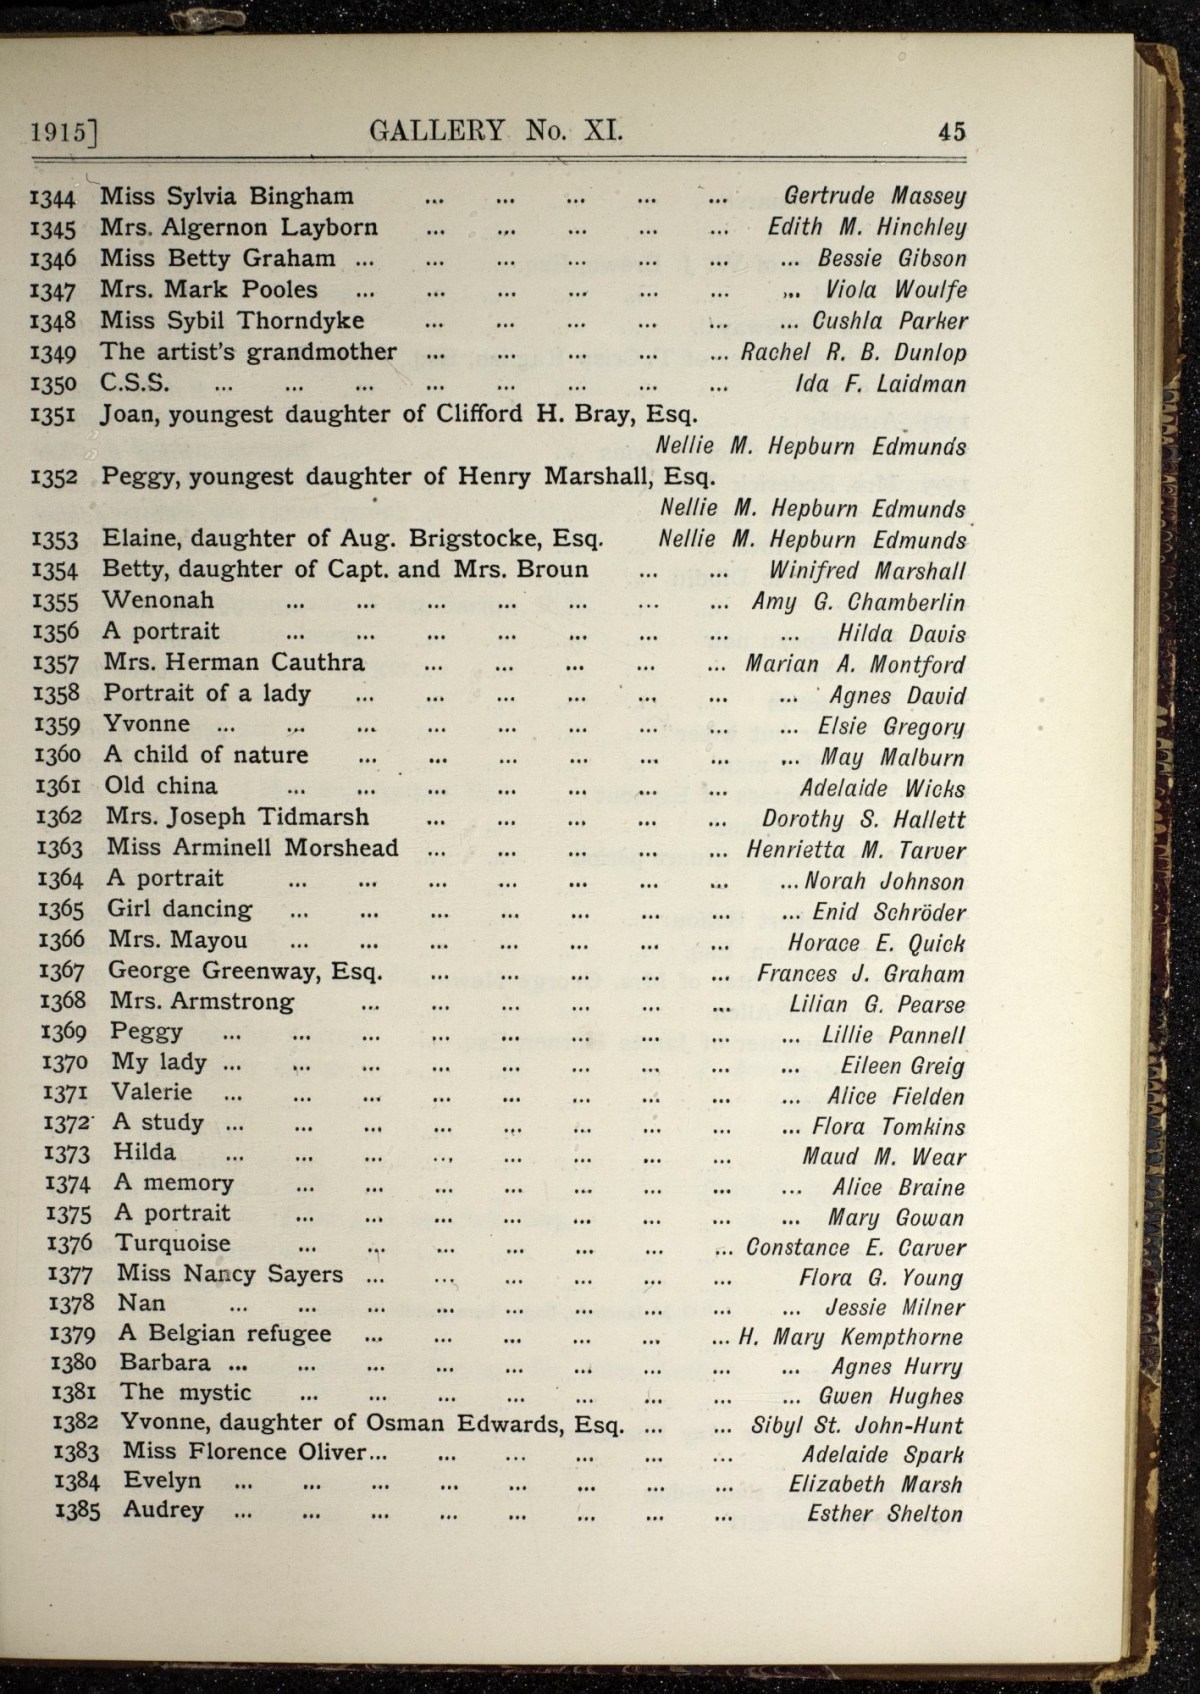 1915] GALLERY No. XI. 45
1344 Miss Sylvia Bingham ... ... ... ... ... Gertrude Massey
1345 Mrs. Algernon Layborn ... ... ... ... ... Edith M. Hinchley
1346 Miss Betty Graham ... ... ... ... ... ... ... Bessie Gibson
1347 Mrs. Mark Pooles ... ... ... ... ... ... ... Viola Woulfe
1348 Miss Sybil Thorndyke ... ... ... ... ... ... Cushla Parker
1349 The artist's grandmother ... ... ... ... ... Rachel R. B. Dunlop
1350 C.S.S. ... ... ... ... ... ... ... ... Ida F. Laidman
1351 Joan, youngest daughter of Clifford H. Bray, Esq.
Nellie M. Hepburn Edmunds
1352 Peggy, youngest daughter of Henry Marshall, Esq.
Nellie M. Hepburn Edmunds
1353 Elaine, daughter of Aug. Brigstocke, Esq. Nellie M. Hepburn Edmunds
1354 Betty, daughter of Capt. and Mrs. Broun ... ... Winifred Marshall
1355 Wenonah ... ... ... ... ... ... ... Amy G. Chamberlin
1356 A portrait ... ... ... ... ... ... ... ... Hilda Davis
1357 Mrs. Herman Cauthra ... ... ... ... ... Marian A. Montford
1358 Portrait of a lady ... ... ... ... ... ... ... Agnes David
1359 Yvonne ... ... ... ... ... ... ... ... ... Elsie Gregory
1360 A child of nature ... ... ... ... ... ... ... May Malburn
1361 Old china ... ... ... ... ... ... ... Adelaide Wicks
1362 Mrs. Joseph Tidmarsh ... ... ... ... ... Dorothy S. Hallett
1363 Miss Arminell Morshead ... ... ... ... ... Henrietta M. Tarver
1364 A portrait ... ... ... ... ... ... ... ... Norah Johnson
1365 Girl dancing ... ... ... ... ... ... ... ... Enid Schröder
1366 Mrs. Mayou ... ... ... ... ... ... ... Horace E. Quick
1367 George Greenway, Esq. ... ... ... ... ... Frances J. Graham
1368 Mrs. Armstrong ... ... ... ... ... ... Lilian G. Pearse
1369 Peggy ... ... ... ... ... ... ... ... ... Lillie Pannell
1370 My lady ... ... ... ... ... ... ... ... ... Eileen Greig
1371 Valerie ... ... ... ... ... ... ... ... ... Alice Fielden
1372 A study ... ... ... ... ... ... ... ... ... Flora Tomkins
1373 Hilda ... ... ... ... ... ... ... ... Maud M. Wear
1374 A memory ... ... ... ... ... ... ... ... Alice Braine
1375 A portrait ... ... ... ... ... ... ... ... Mary Gowan
1376 Turquoise ... ... ... ... ... ... ... Constance E. Carver
1377 Miss Nancy Sayers ... ... ... ... ... ... Flora G. Young
1378 Nan ... ... ... ... ... ... ... ... ... Jessie Milner
1379 A Belgian refugee ... ... ... ... ... ... H. Mary Kempthorne
1380 Barbara ... ... ... ... ... ... ... ... ... Agnes Hurry
1381 The mystic ... ... ... ... ... ... ... ... Gwen Hughes
1382 Yvonne, daughter of Osman Edwards, Esq. ... ... Sibyl St. John-Hunt
1383 Miss Florence Oliver... ... ... ... ... ... Adelaide Spark
1384 Evelyn ... ... ... ... ... ... ... ... Elizabeth Marsh
1385 Audrey ... ... ... ... ... ... ... ... Esther Shelton